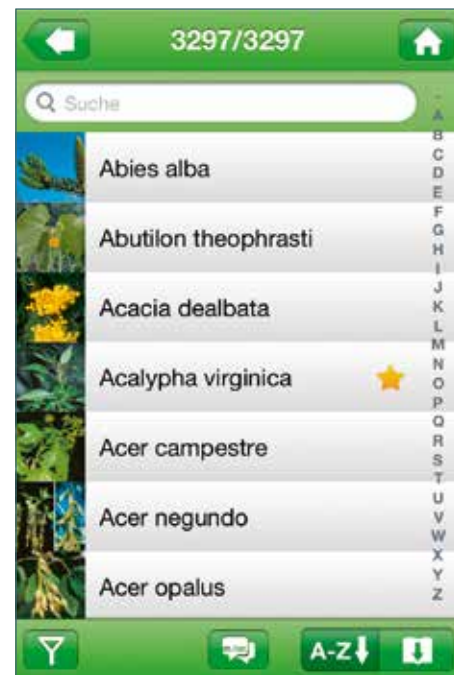 3297/3297
Suche
Abies alba
Abutilon theophrasti
Acacia dealbata
Acalypha virginica
Acer campestre
Acer negundo
Acer opalus
A
B
C
D
E
F
G
H
I
J
K
L
M
N
O
P
Q
R
S
T
U
V
W
X
Y
Z
A-Z